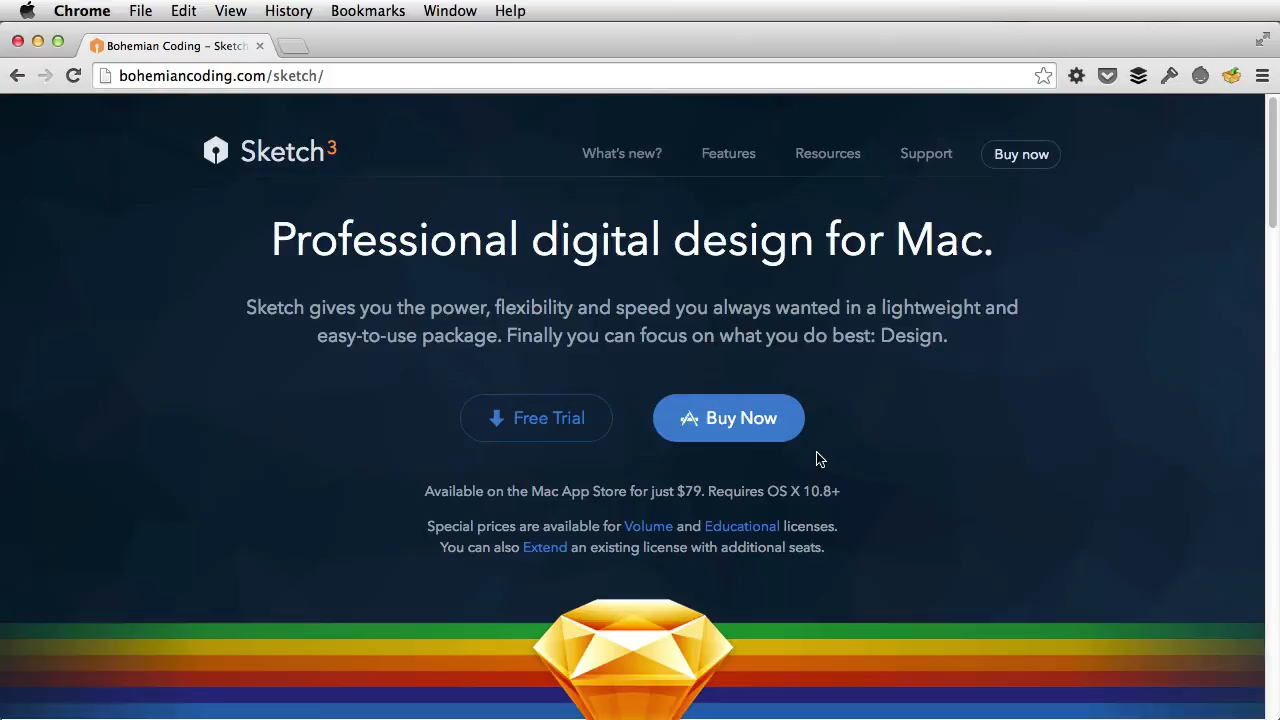 Chrome File Edit View History Bookmarks Window Help
Bohemian Coding – Sketch
bohemiancoding.com/sketch/
Sketch3 What's new? Features Resources Support Buy now
Professional digital design for Mac.
Sketch gives you the power, flexibility and speed you always wanted in a lightweight and
easy-to-use package. Finally you can focus on what you do best: Design.
Free Trial Buy Now
Available on the Mac App Store for just $79. Requires OS X 10.8+
Special prices are available for Volume and Educational licenses.
You can also Extend an existing license with additional seats.